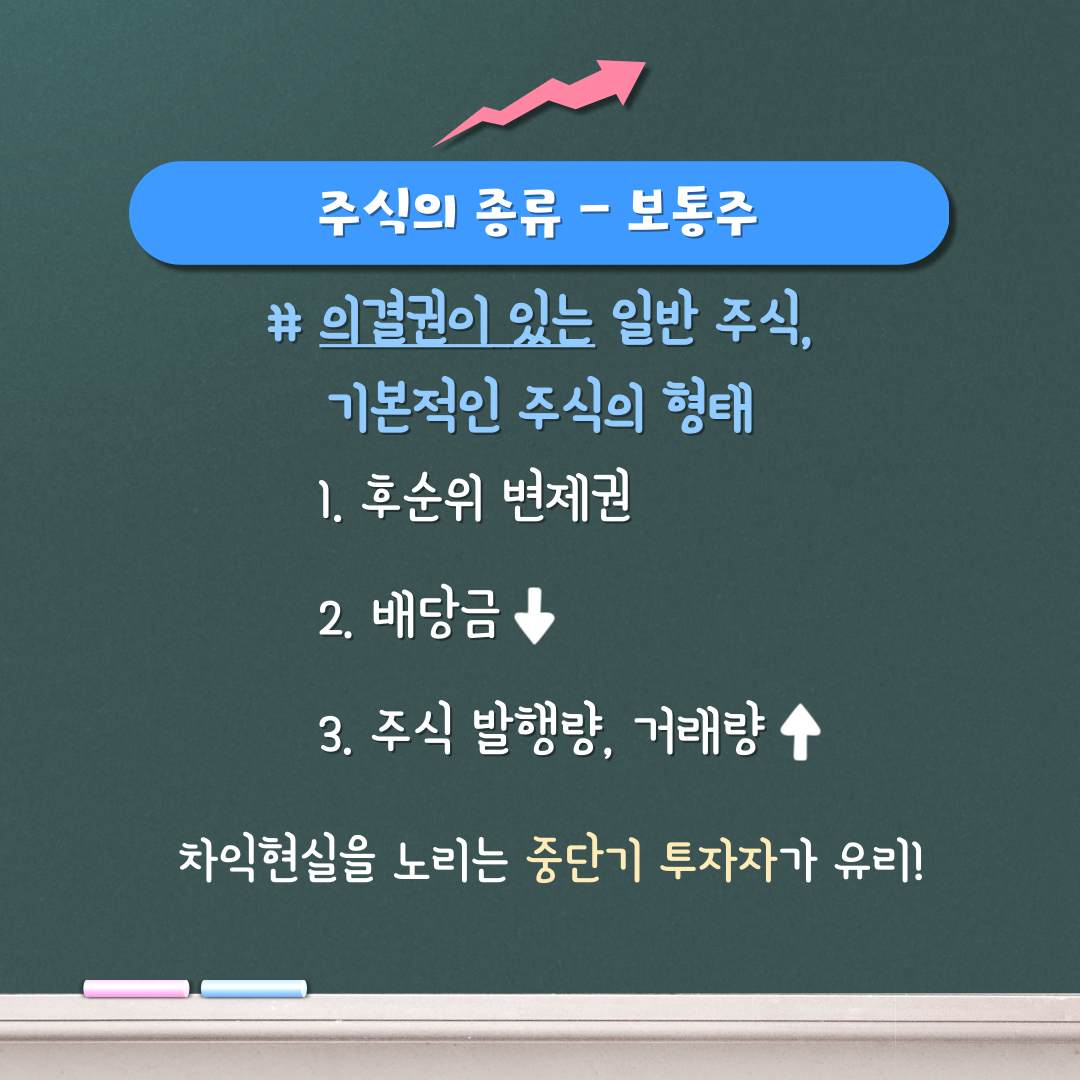 주식의 종류 - 보통주
# 의결권이 있는 일반 주식,
기본적인 주식의 형태
1. 후순위 변제권
2. 배당금
3. 주식 발행량, 거래량
차익현실을 노리는 중단기 투자자가 유리!